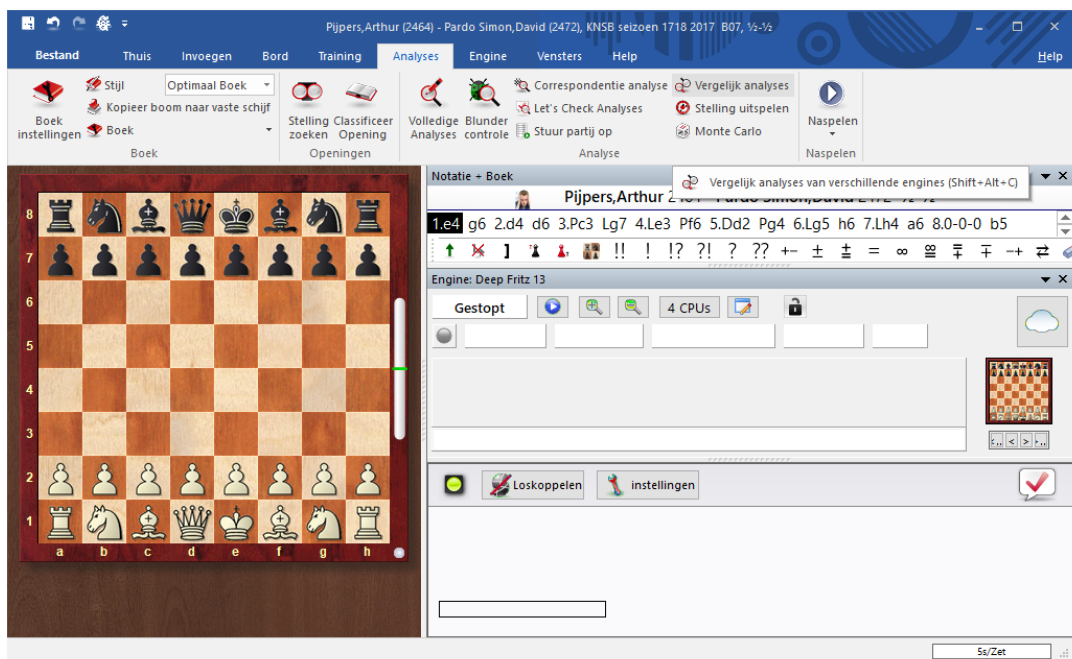 Pijpers,Arthur (2464) - Pardo Simon,David (2472), KNSB seizoen 1718 2017 B07, ½-½
Bestand Thuis Invoegen Bord Training Analyses Engine Vensters Help Help
Stijl Optimaal Boek
Kopieer boom naar vaste schijf
Boek
Boek instellingen
Boek
Stelling zoeken
Classificeer Opening
Openingen
Volledige Analyses
Blunder controle
Correspondentie analyse
Let's Check Analyses
Stuur partij op
Vergelijk analyses
Stelling uitspelen
Monte Carlo
Analyse
Naspelen
Naspelen
Notatie + Boek
Vergelijk analyses van verschillende engines (Shift+Alt+C)
Pijpers,Arthur
1.e4 g6 2.d4 d6 3.Pc3 Lg7 4.Le3 Pf6 5.Dd2 Pg4 6.Lg5 h6 7.Lh4 a6 8.0-0-0 b5
!! ! !? ?! ? ?? +− ± ⩲ = ∞ ≌ ⩱ ∓ −+ ⇄
Engine: Deep Fritz 13
Gestopt 4 CPUs
Loskoppelen instellingen
8
7
6
5
4
3
2
1
a b c d e f g h
5s/Zet